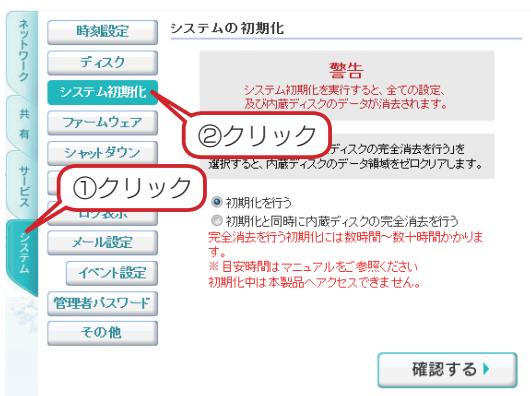 ネットワーク
共有
サービス
システム
時刻設定
ディスク
システム初期化
ファームウェア
シャットダウン
ログ表示
メール設定
イベント設定
管理者パスワード
その他
①クリック
②クリック
システムの初期化
警告
システム初期化を実行すると、全ての設定、
及び内蔵ディスクのデータが消去されます。
ディスクの完全消去を行う」を
選択すると、内蔵ディスクのデータ領域をゼロクリアします。
初期化を行う
初期化と同時に内蔵ディスクの完全消去を行う
完全消去を行う初期化には数時間～数十時間かかりま
す。
※目安時間はマニュアルをご参照ください
初期化中は本製品へアクセスできません。
確認する